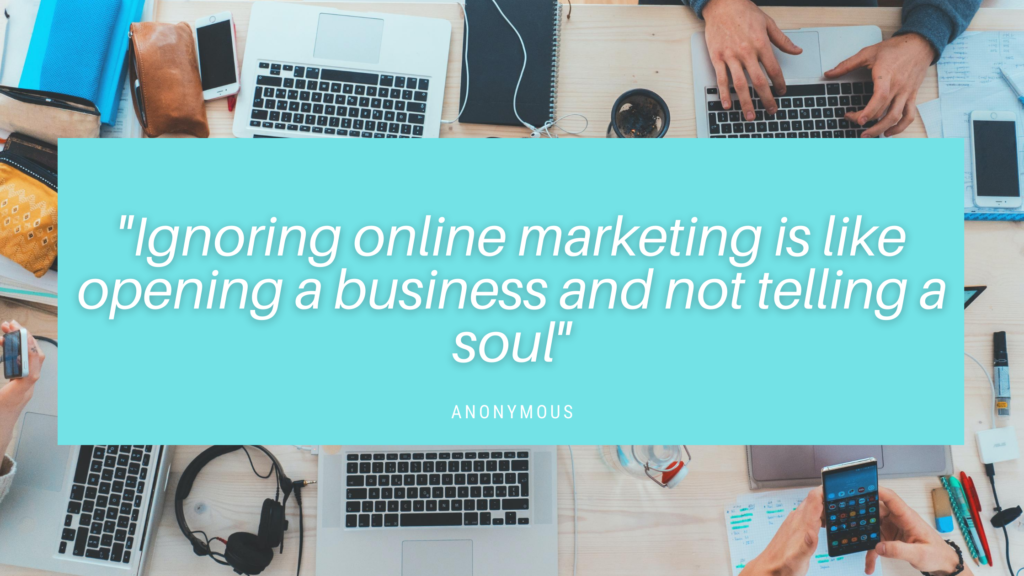 "Ignoring online marketing is like
opening a business and not telling a
soul"
ANONYMOUS